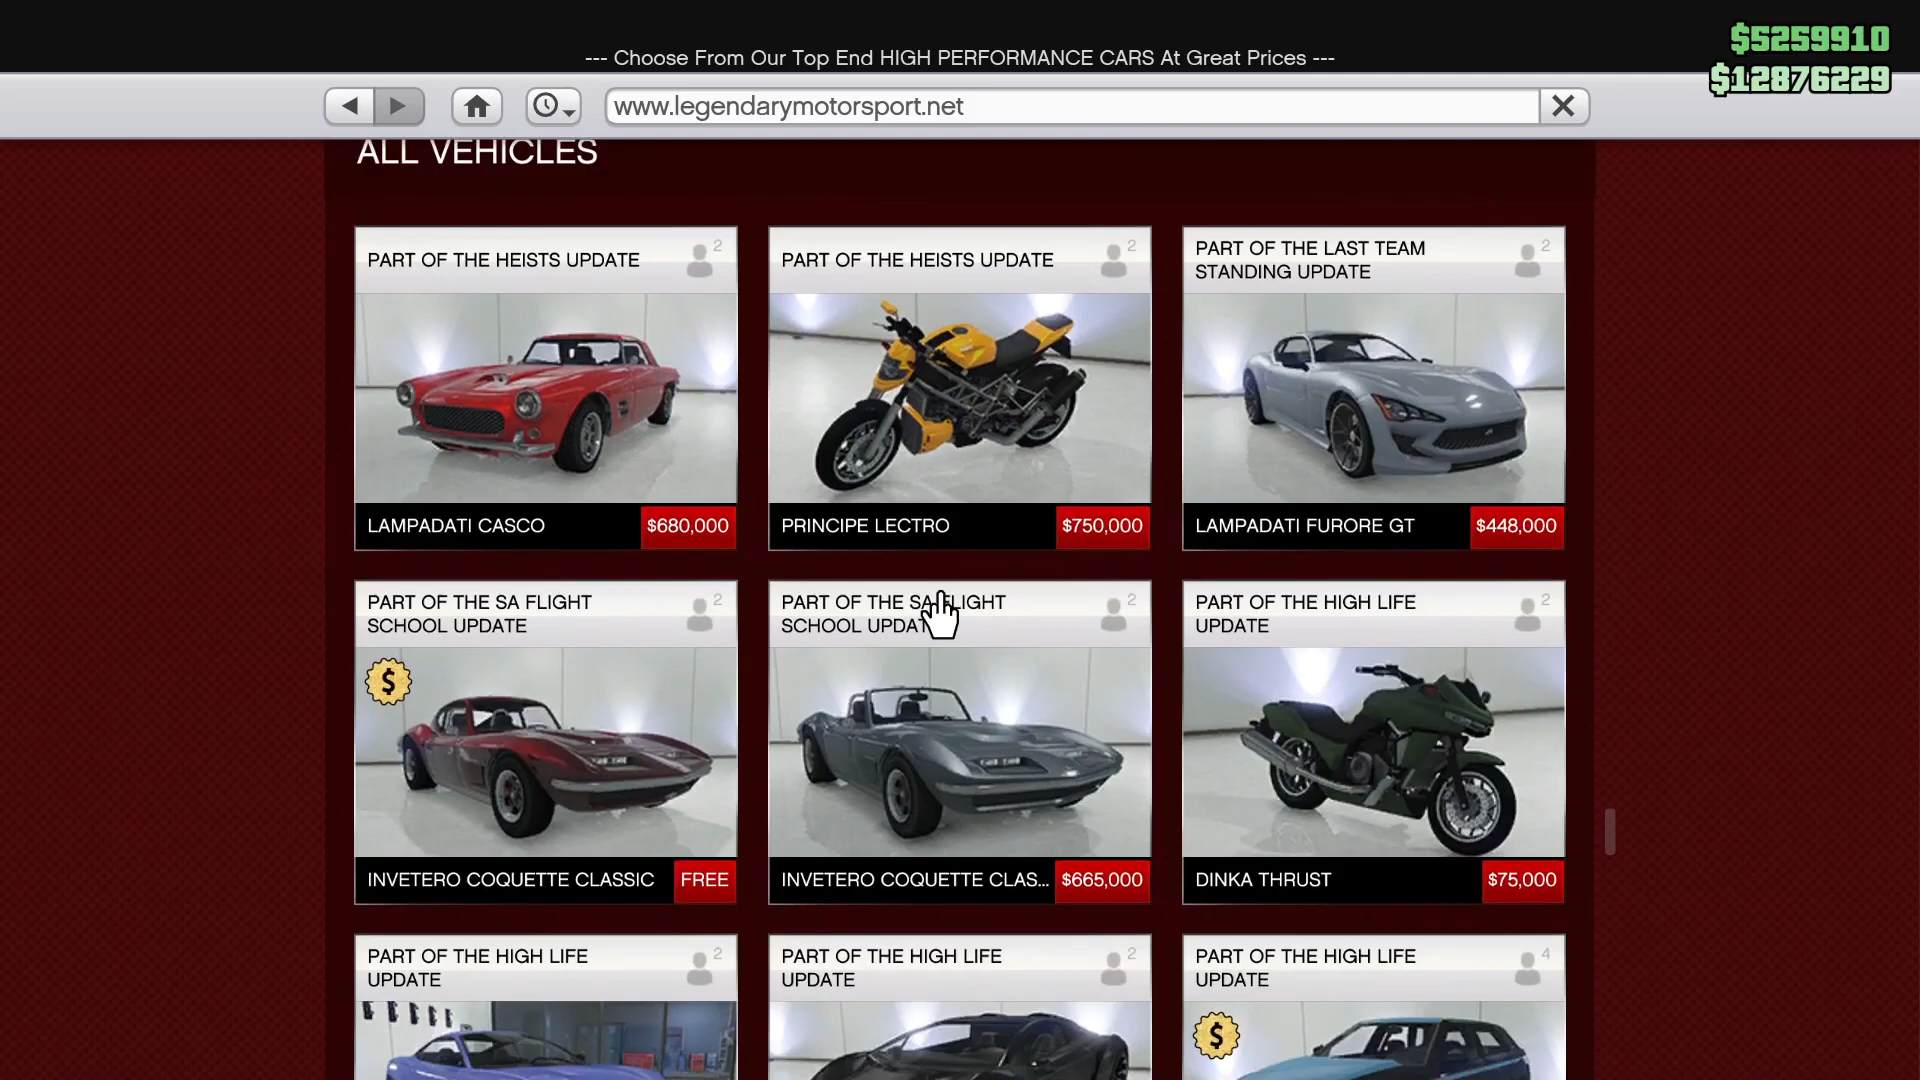 $5259910
--- Choose From Our Top End HIGH PERFORMANCE CARS At Great Prices ---
$12876229
www.legendarymotorsport.net
ALL VEHICLES
PART OF THE HEISTS UPDATE
2
PART OF THE HEISTS UPDATE
2
PART OF THE LAST TEAM
STANDING UPDATE
2
LAMPADATI CASCO
$680,000
PRINCIPE LECTRO
$750,000
LAMPADATI FURORE GT
$448,000
PART OF THE SA FLIGHT
SCHOOL UPDATE
2
PART OF THE SA FLIGHT
SCHOOL UPDATE
2
PART OF THE HIGH LIFE
UPDATE
2
$
INVETERO COQUETTE CLASSIC
FREE
INVETERO COQUETTE CLAS...
$665,000
DINKA THRUST
$75,000
PART OF THE HIGH LIFE
UPDATE
2
PART OF THE HIGH LIFE
UPDATE
2
PART OF THE HIGH LIFE
UPDATE
4
$